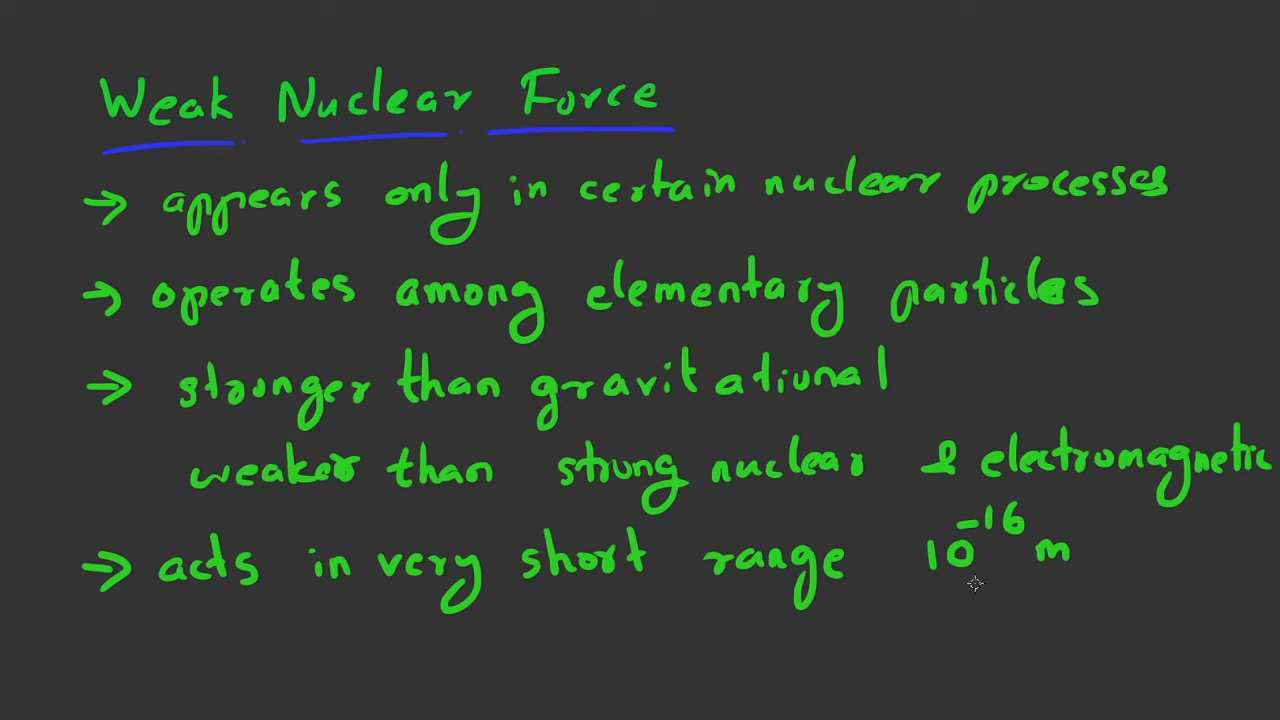 Weak Nuclear Force
→ appears only in certain nuclear processes
→ operates among elementary particles
→ stronger than gravitational
weaker than strong nuclear & electromagnetic
→ acts in very short range 10⁻¹⁶ m